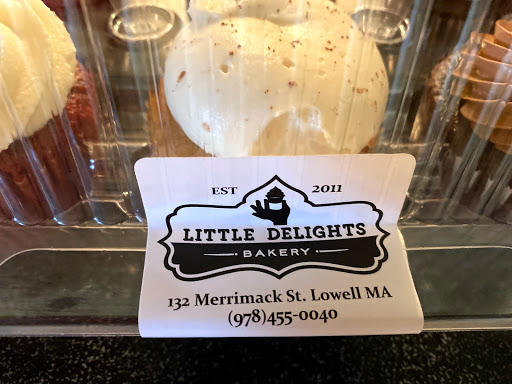 EST 2011
LITTLE DELIGHTS
BAKERY
132 Merrimack St. Lowell MA
(978)455-0040